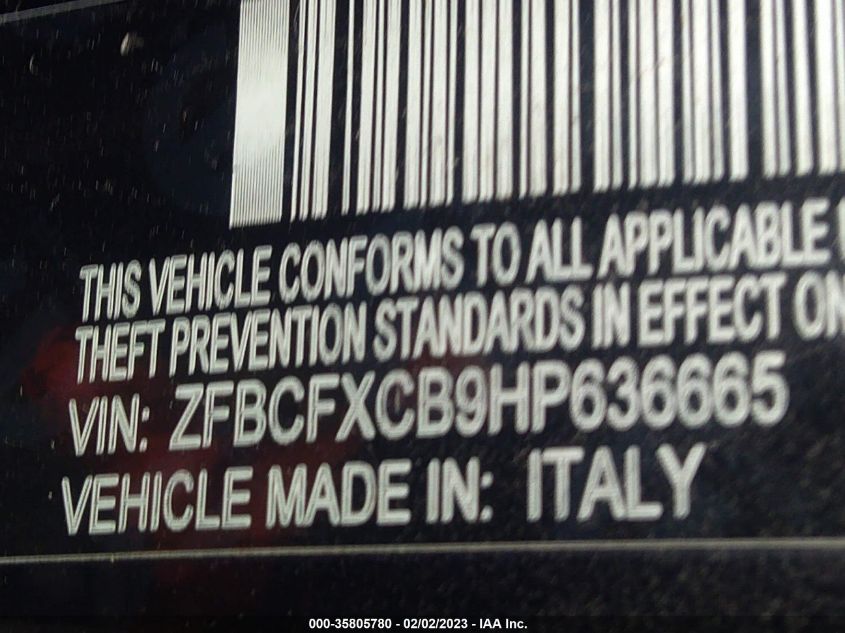 THIS VEHICLE CONFORMS TO ALL APPLICABLE
THEFT PREVENTION STANDARDS IN EFFECT ON
VIN: ZFBCFXCB9HP636665
VEHICLE MADE IN: ITALY
000-35805780 - 02/02/2023 - IAA Inc.